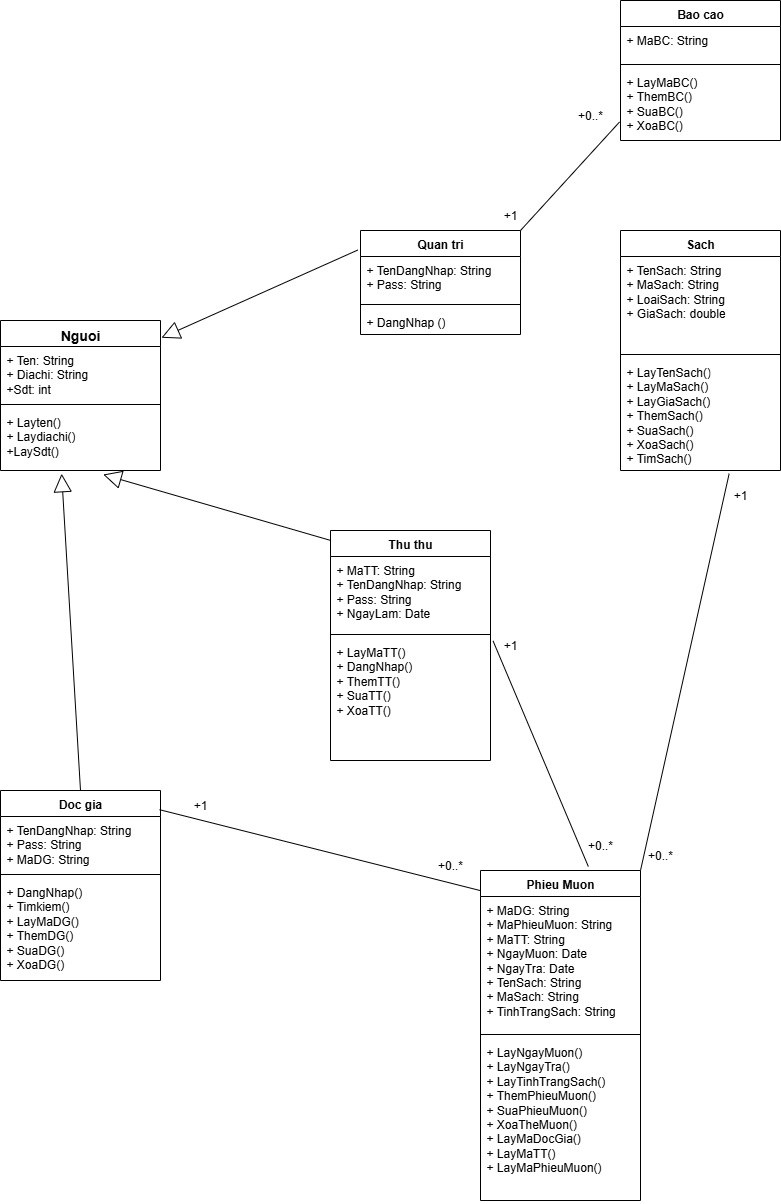 Bao cao
+ MaBC: String
+ LayMaBC()
+ ThemBC()
+ SuaBC()
+ XoaBC()
+0..*
+1
Quan tri
+ TenDangNhap: String
+ Pass: String
+ DangNhap ()
Sach
+ TenSach: String
+ MaSach: String
+ LoaiSach: String
+ GiaSach: double
+ LayTenSach()
+ LayMaSach()
+ LayGiaSach()
+ ThemSach()
+ SuaSach()
+ XoaSach()
+ TimSach()
+1
Nguoi
+ Ten: String
+ Diachi: String
+Sdt: int
+ Layten()
+ Laydiachi()
+LaySdt()
Thu thu
+ MaTT: String
+ TenDangNhap: String
+ Pass: String
+ NgayLam: Date
+ LayMaTT()
+ DangNhap()
+ ThemTT()
+ SuaTT()
+ XoaTT()
+1
Doc gia
+ TenDangNhap: String
+ Pass: String
+ MaDG: String
+ DangNhap()
+ Timkiem()
+ LayMaDG()
+ ThemDG()
+ SuaDG()
+ XoaDG()
+1
+0..*
+0..*
+0..*
Phieu Muon
+ MaDG: String
+ MaPhieuMuon: String
+ MaTT: String
+ NgayMuon: Date
+ NgayTra: Date
+ TenSach: String
+ MaSach: String
+ TinhTrangSach: String
+ LayNgayMuon()
+ LayNgayTra()
+ LayTinhTrangSach()
+ ThemPhieuMuon()
+ SuaPhieuMuon()
+ XoaTheMuon()
+ LayMaDocGia()
+ LayMaTT()
+ LayMaPhieuMuon()